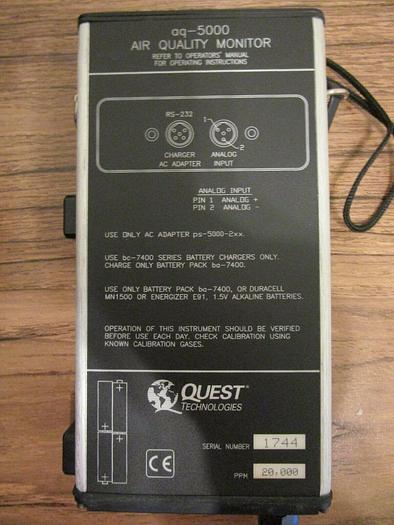 aq-5000
AIR QUALITY MONITOR
REFER TO OPERATORS' MANUAL
FOR OPERATING INSTRUCTIONS
RS-232
1
2
CHARGER
AC ADAPTER
ANALOG
INPUT
ANALOG INPUT
PIN 1 ANALOG +
PIN 2 ANALOG -
USE ONLY AC ADAPTER ps-5000-2xx.
USE bc-7400 SERIES BATTERY CHARGERS ONLY.
CHARGE ONLY BATTERY PACK ba-7400.
USE ONLY BATTERY PACK ba-7400, OR DURACELL
MN1500 OR ENERGIZER E91, 1.5V ALKALINE BATTERIES.
OPERATION OF THIS INSTRUMENT SHOULD BE VERIFIED
BEFORE USE EACH DAY. CHECK CALIBRATION USING
KNOWN CALIBRATION GASES.
QUEST®
TECHNOLOGIES
SERIAL NUMBER 1744
CE
PPM 20,000